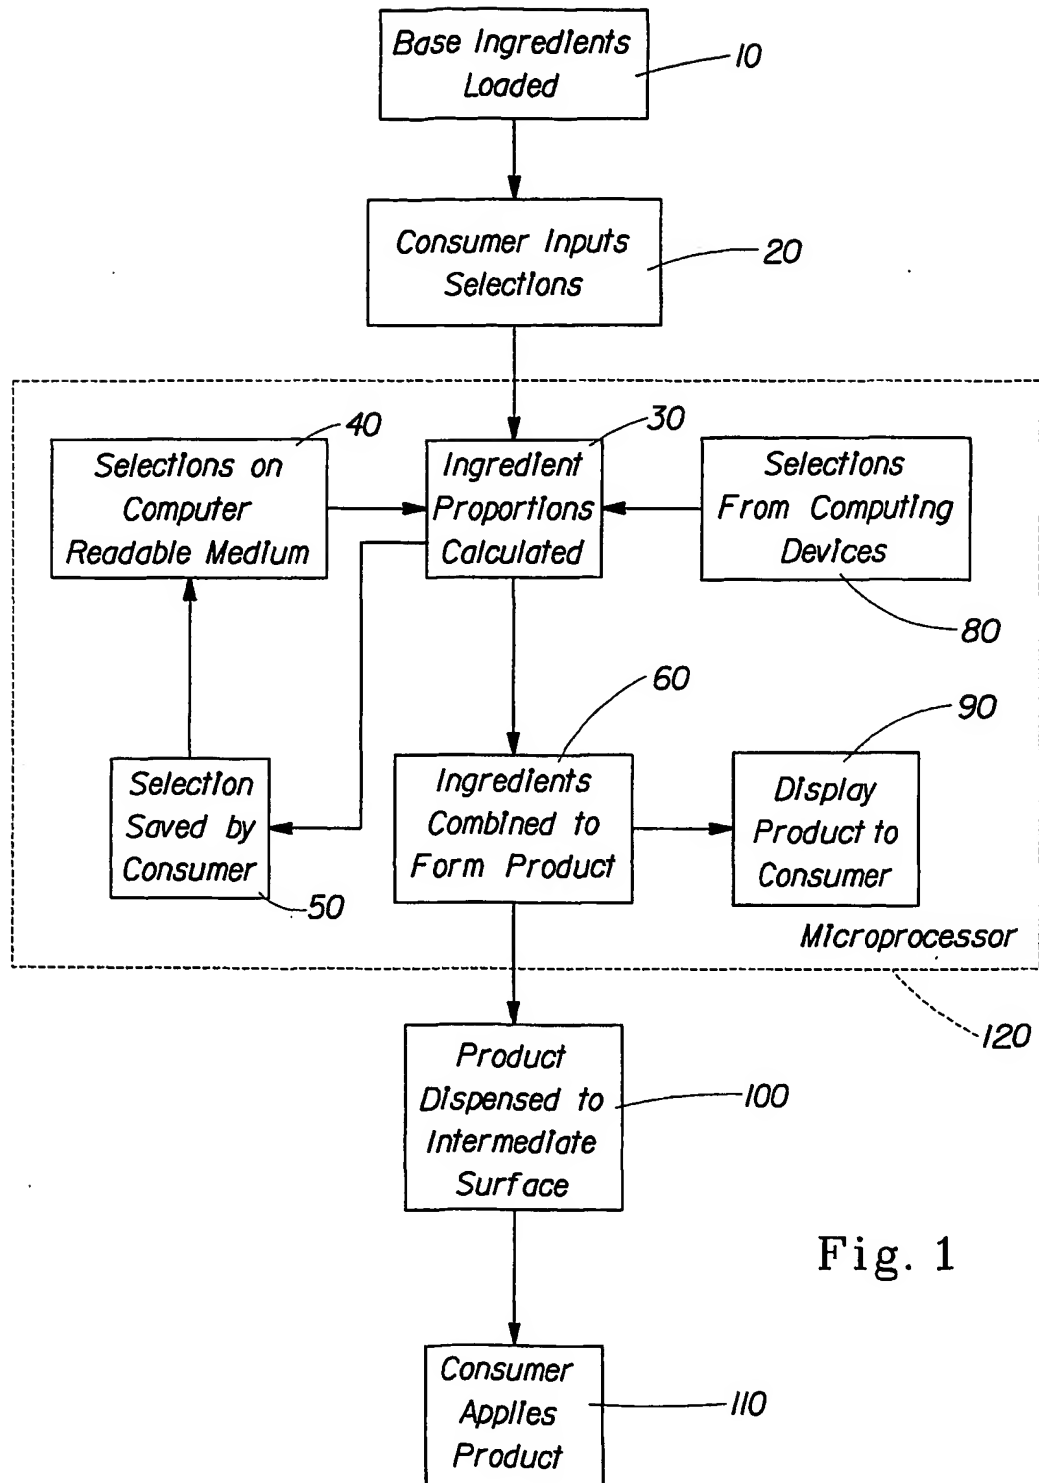 Base Ingredients
Loaded
10
Consumer Inputs
Selections
20
40
Selections on
Computer
Readable Medium
30
Ingredient
Proportions
Calculated
Selections
From Computing
Devices
80
60
90
Selection
Saved by
Consumer
50
Ingredients
Combined to
Form Product
Display
Product to
Consumer
Microprocessor
120
Product
Dispensed to
Intermediate
Surface
100
Fig. 1
Consumer
Applies
Product
110